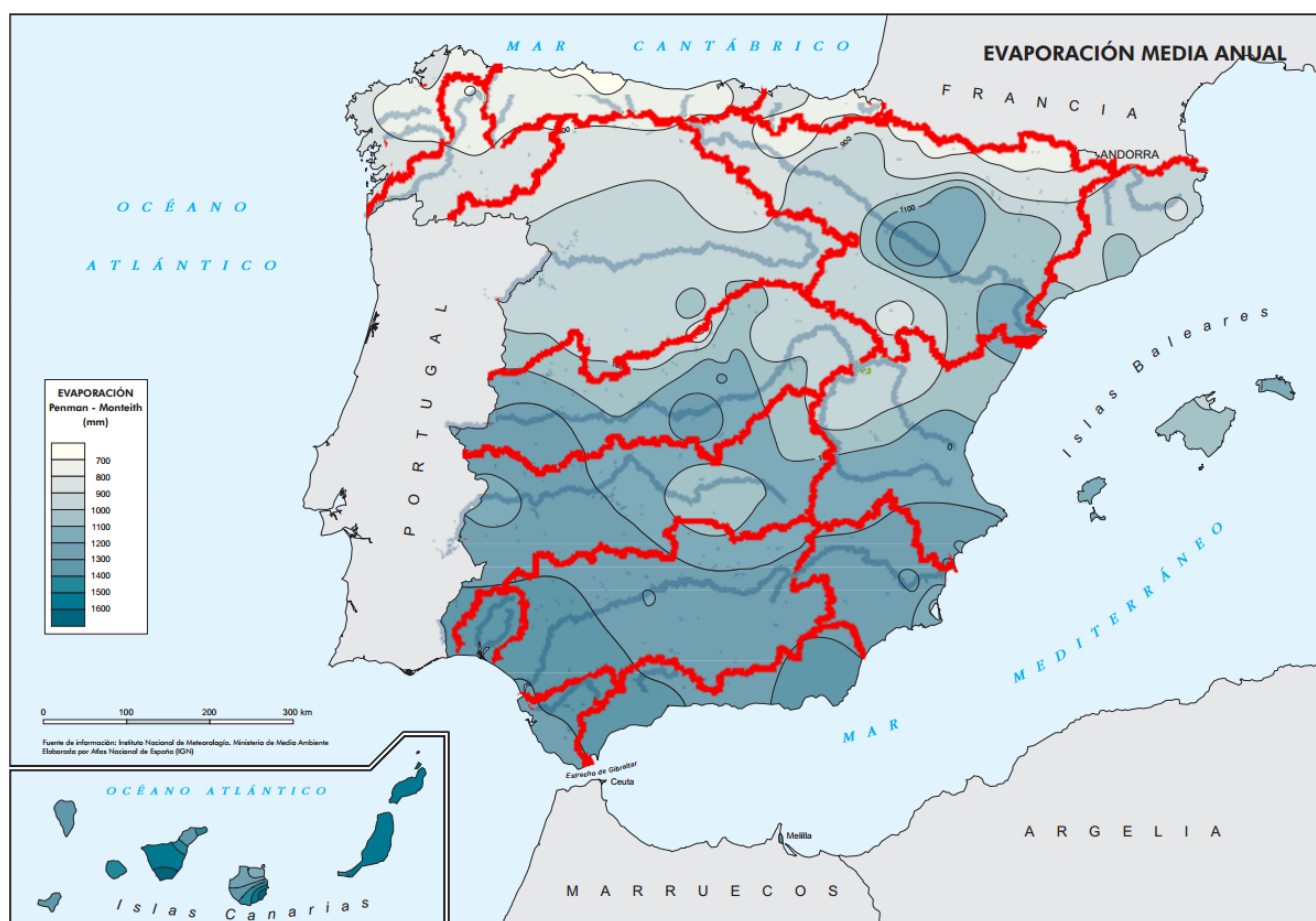 MAR CANTÁBRICO
EVAPORACIÓN MEDIA ANUAL
FRANCIA
ANDORRA
900
1100
OCÉANO
ATLÁNTICO
PORTUGAL
Islas Baleares
EVAPORACIÓN
Penman - Monteith
(mm)
700
800
900
1000
1100
1300
1400
1500
1600
MEDITERRÁNEO
MAR
0 100 200 300 km
Fuente de información: Instituto Nacional de Meteorología. Ministerio de Medio Ambiente
Elaborado por Atlas Nacional de España (IGN)
Estrecho de Gibraltar
Ceuta
Melilla
OCÉANO ATLÁNTICO
Islas Canarias
MARRUECOS
ARGELIA